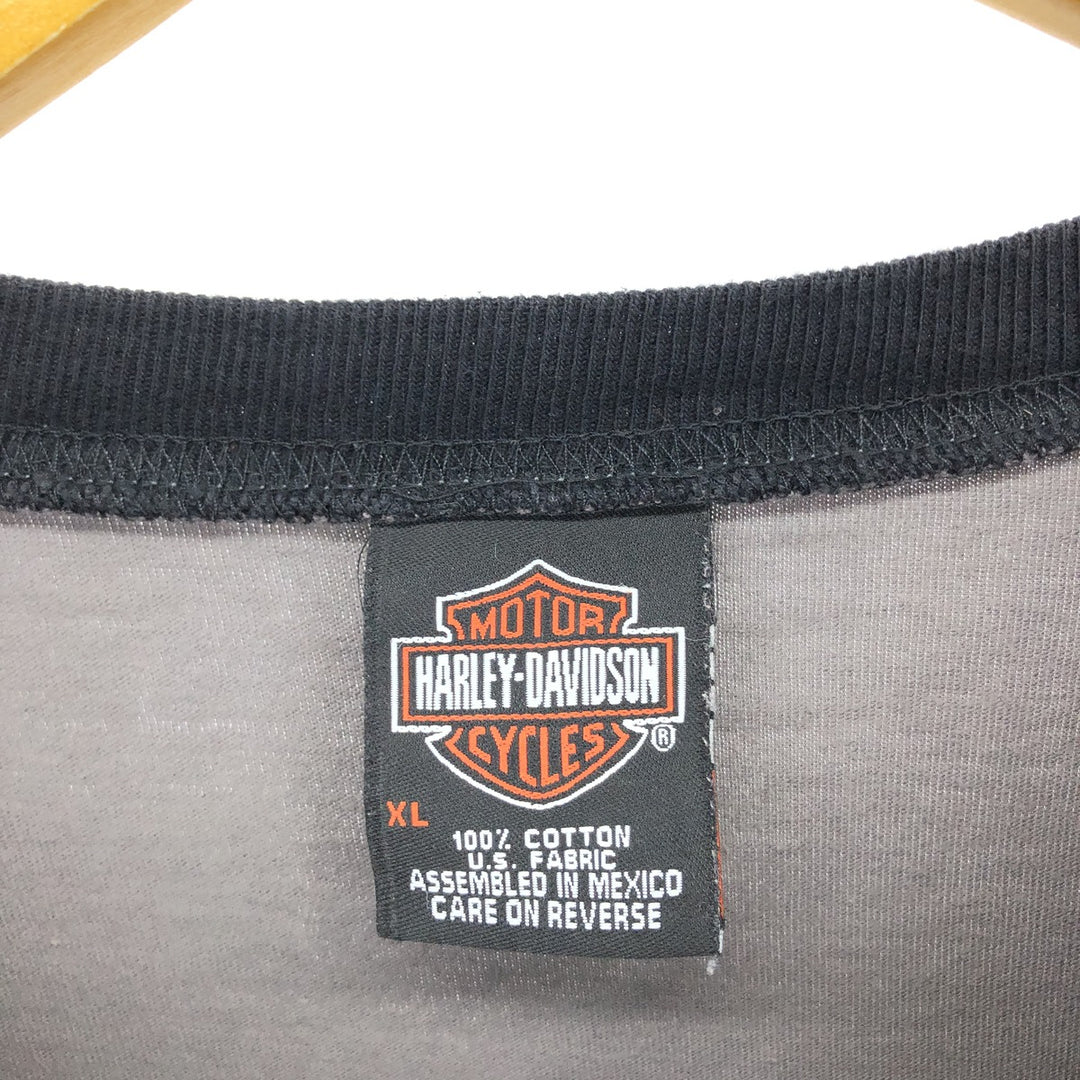 MOTOR
HARLEY-DAVIDSON
CYCLES
®
XL
100% COTTON
U.S. FABRIC
ASSEMBLED IN MEXICO
CARE ON REVERSE